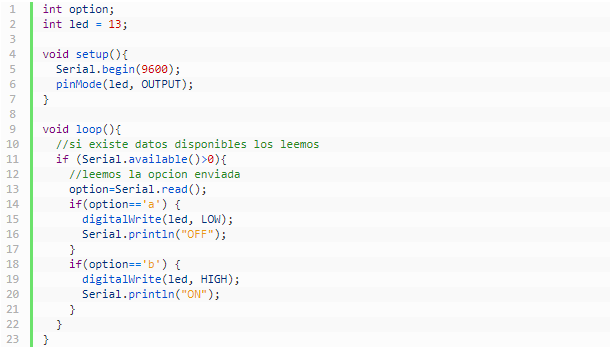 1 int option;
2 int led = 13;
3
4 void setup(){
5   Serial.begin(9600);
6   pinMode(led, OUTPUT);
7 }
8
9 void loop(){
10   //si existe datos disponibles los leemos
11   if (Serial.available()>0){
12     //leemos la opcion enviada
13     option=Serial.read();
14     if(option=='a') {
15       digitalWrite(led, LOW);
16       Serial.println("OFF");
17     }
18     if(option=='b') {
19       digitalWrite(led, HIGH);
20       Serial.println("ON");
21     }
22   }
23 }